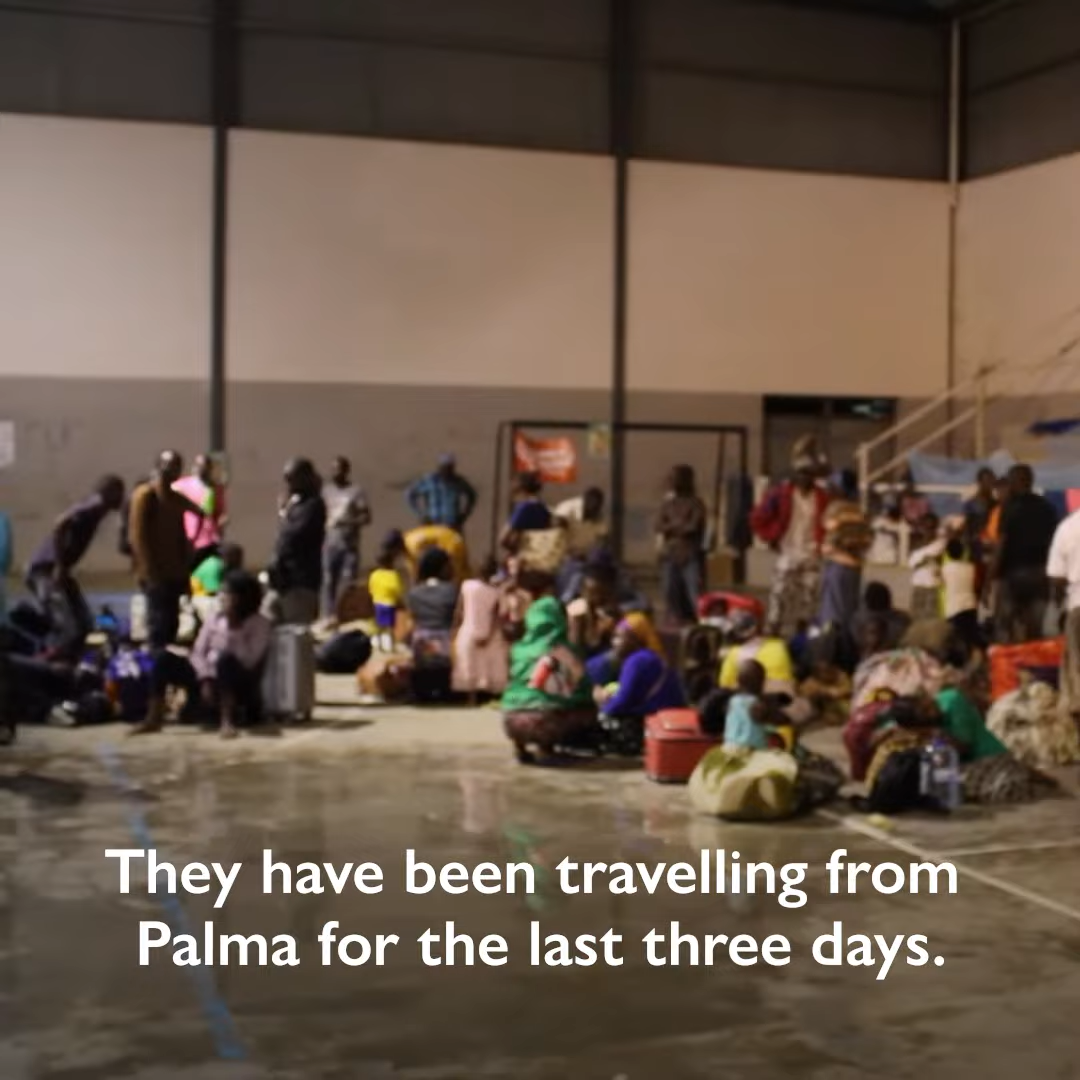 They have been travelling from
Palma for the last three days.